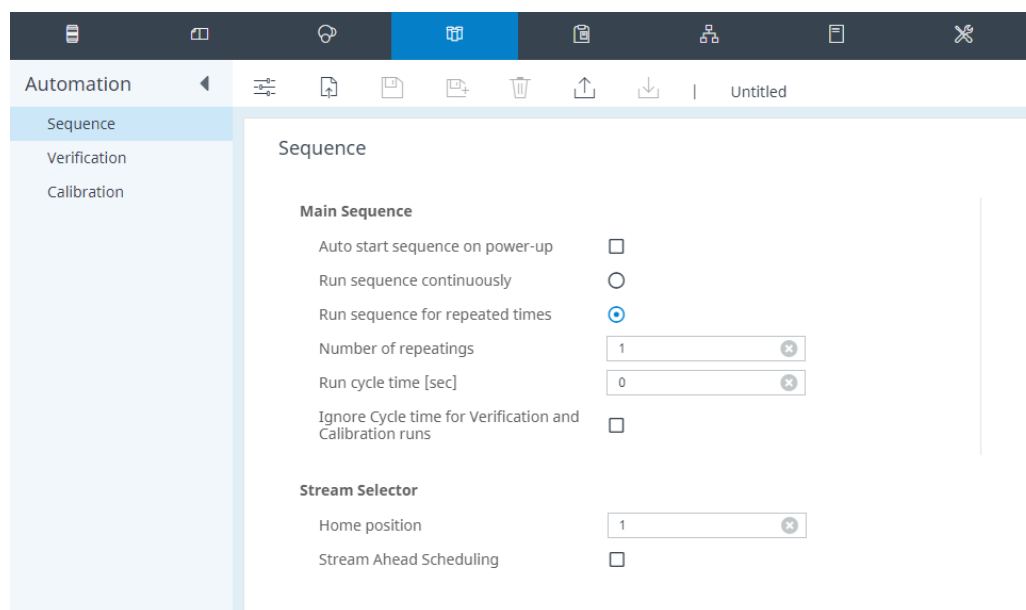 Automation
Untitled
Sequence
Verification
Calibration
Sequence
Main Sequence
Auto start sequence on power-up
Run sequence continuously
Run sequence for repeated times
Number of repeatings 1
Run cycle time [sec] 0
Ignore Cycle time for Verification and
Calibration runs
Stream Selector
Home position 1
Stream Ahead Scheduling